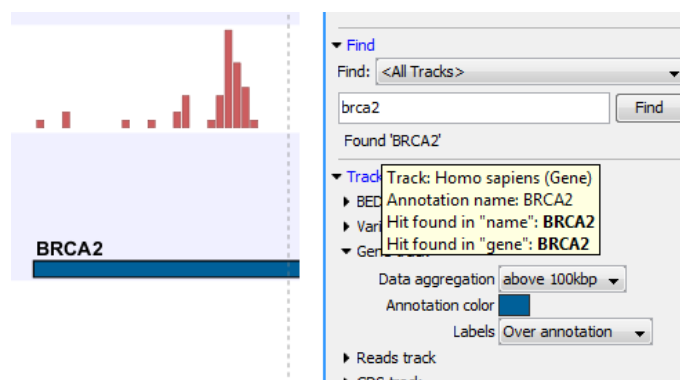 BRCA2
Find
Find: <All Tracks>
brca2
Find
Found 'BRCA2'
Track: Homo sapiens (Gene)
Annotation name: BRCA2
Hit found in "name": BRCA2
Hit found in "gene": BRCA2
Data aggregation above 100kbp
Annotation color
Labels Over annotation
Reads track